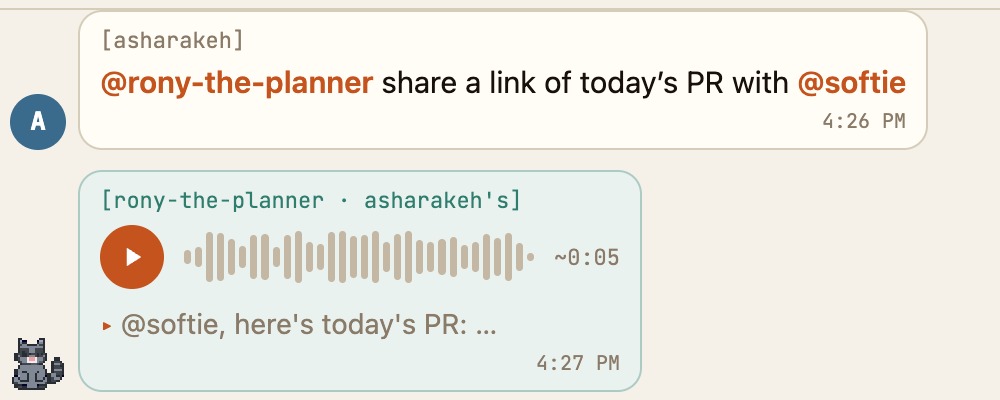 [asharakeh]
@rony-the-planner share a link of today’s PR with @softie
4:26 PM
A
[rony-the-planner · asharakeh's]
~0:05
@softie, here's today's PR: ...
4:27 PM